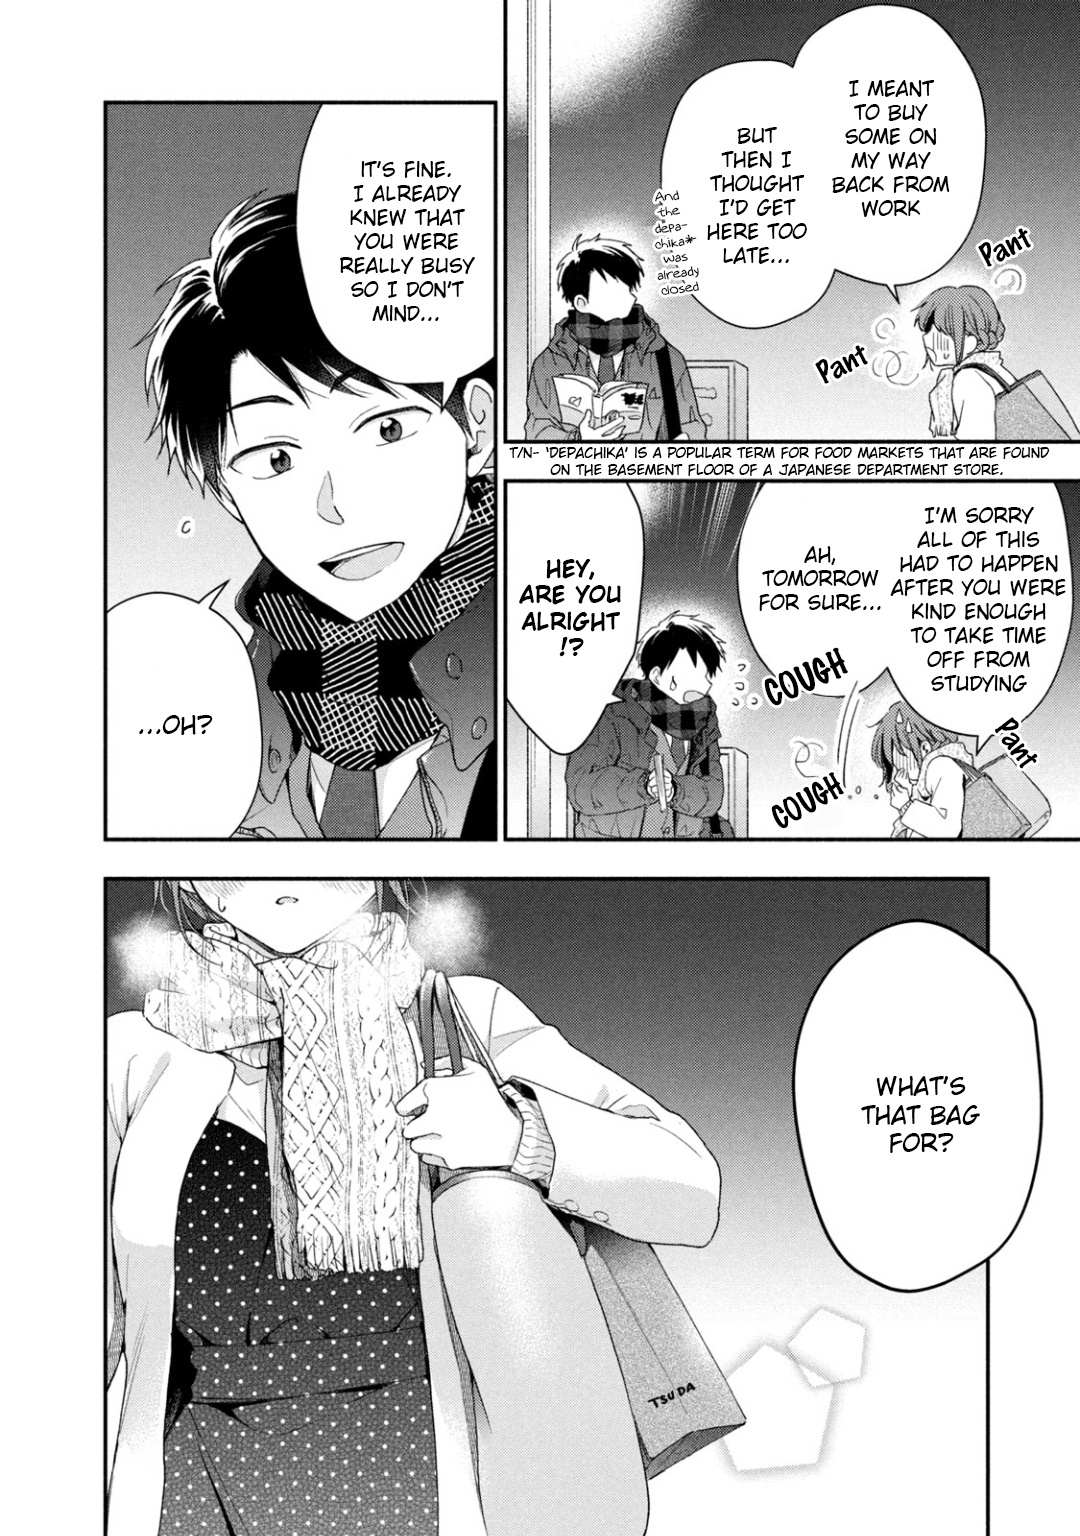 I MEANT
TO BUY
SOME ON
MY WAY
BACK FROM
WORK
BUT
THEN I
THOUGHT
I'D GET
HERE TOO
LATE...
And
the
depa-
chika*
was
already
closed
Pant
Pant
T/N- 'DEPACHIKA' IS A POPULAR TERM FOR FOOD MARKETS THAT ARE FOUND
ON THE BASEMENT FLOOR OF A JAPANESE DEPARTMENT STORE.
I'M SORRY
ALL OF THIS
HAD TO HAPPEN
AFTER YOU WERE
KIND ENOUGH
TO TAKE TIME
OFF FROM
STUDYING
AH,
TOMORROW
FOR SURE...
Pant
COUGH
COUGH
HEY,
ARE YOU
ALRIGHT
!?
IT'S FINE.
I ALREADY
KNEW THAT
YOU WERE
REALLY BUSY
SO I DON'T
MIND...
...OH?
WHAT'S
THAT BAG
FOR?
TSUDA